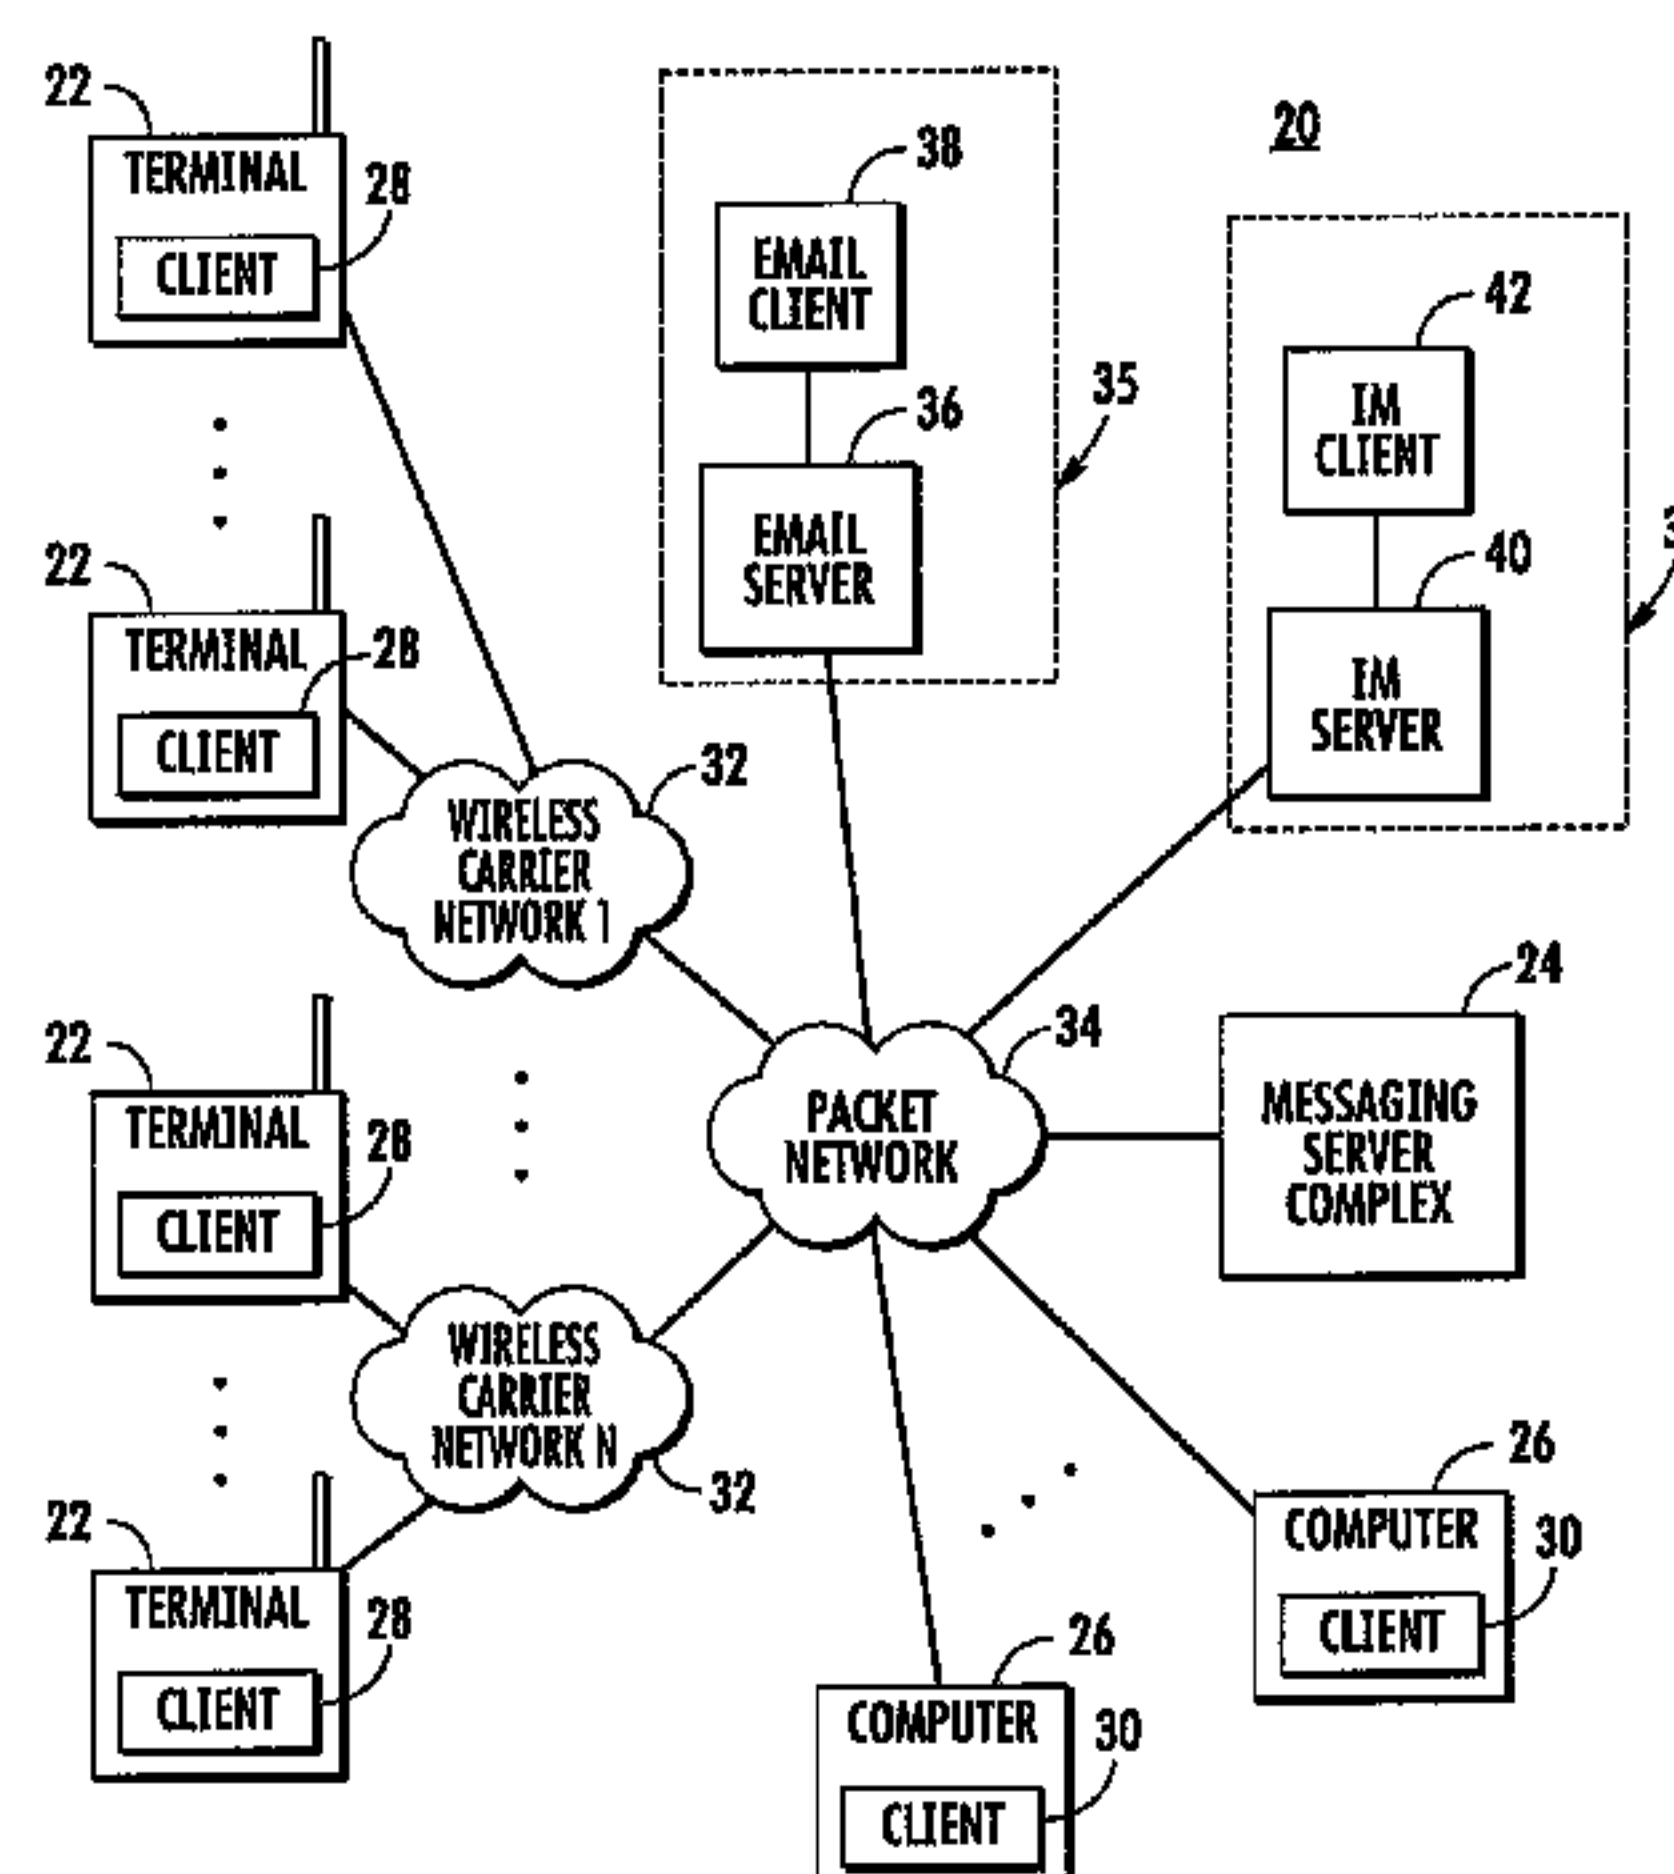 22
TERMINAL
28
CLIENT
22
TERMINAL
28
CLIENT
38
EMAIL
CLIENT
36
EMAIL
SERVER
35
20
42
IM
CLIENT
40
IM
SERVER
32
WIRELESS
CARRIER
NETWORK 1
34
PACKET
NETWORK
24
MESSAGING
SERVER
COMPLEX
22
TERMINAL
28
CLIENT
WIRELESS
CARRIER
NETWORK N
32
22
TERMINAL
28
CLIENT
26
COMPUTER
30
CLIENT
26
COMPUTER
30
CLIENT